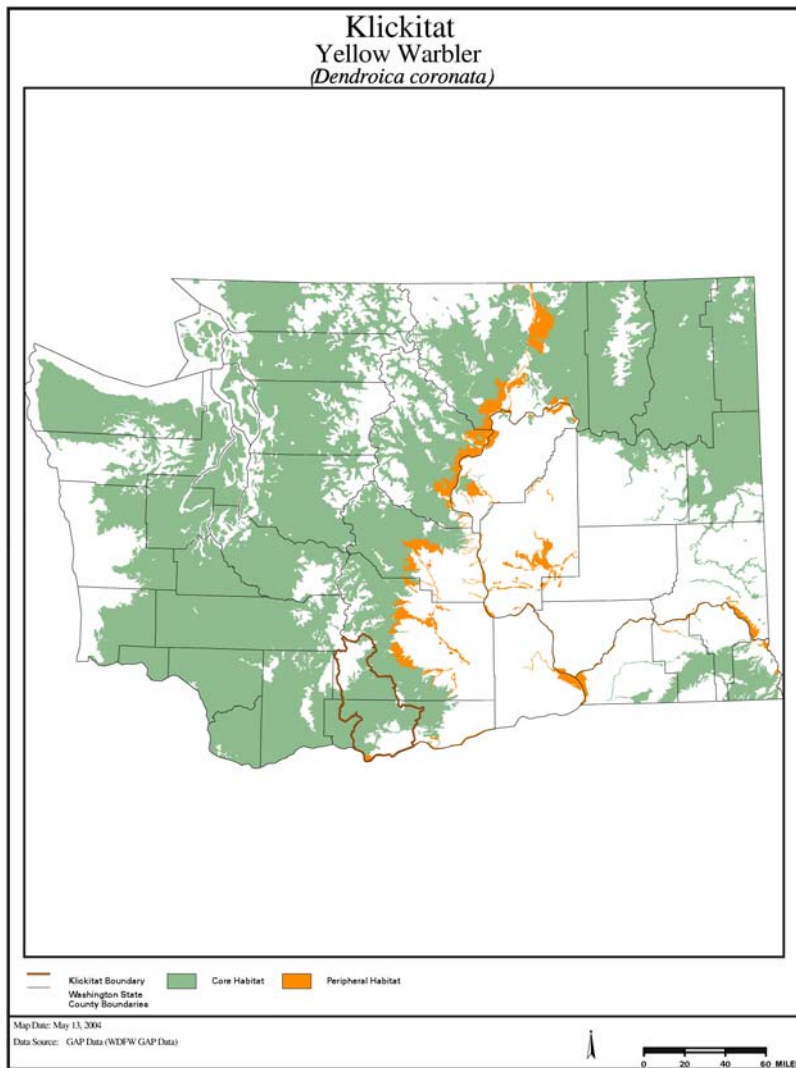 Klickitat
Yellow Warbler
(Dendroica coronata)
Klickitat Boundary
Washington State
County Boundaries
Core Habitat
Peripheral Habitat
Map Date: May 13, 2004
Data Source: GAP Data (WDFW GAP Data)
0 20 40 60 MILES